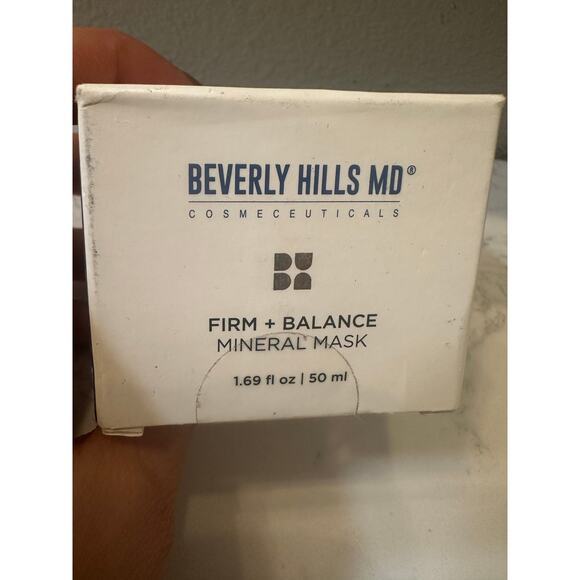 BEVERLY HILLS MD®
COSMECEUTICALS
FIRM + BALANCE
MINERAL MASK
1.69 fl oz | 50 ml